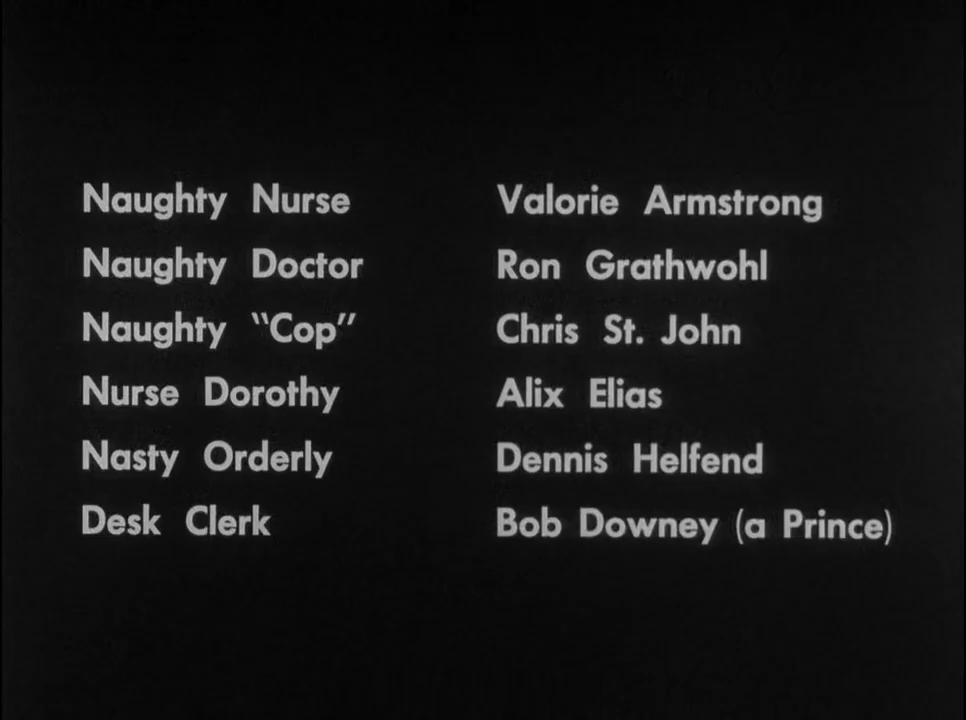 Naughty Nurse Valorie Armstrong
Naughty Doctor Ron Grathwohl
Naughty "Cop" Chris St. John
Nurse Dorothy Alix Elias
Nasty Orderly Dennis Helfend
Desk Clerk Bob Downey (a Prince)